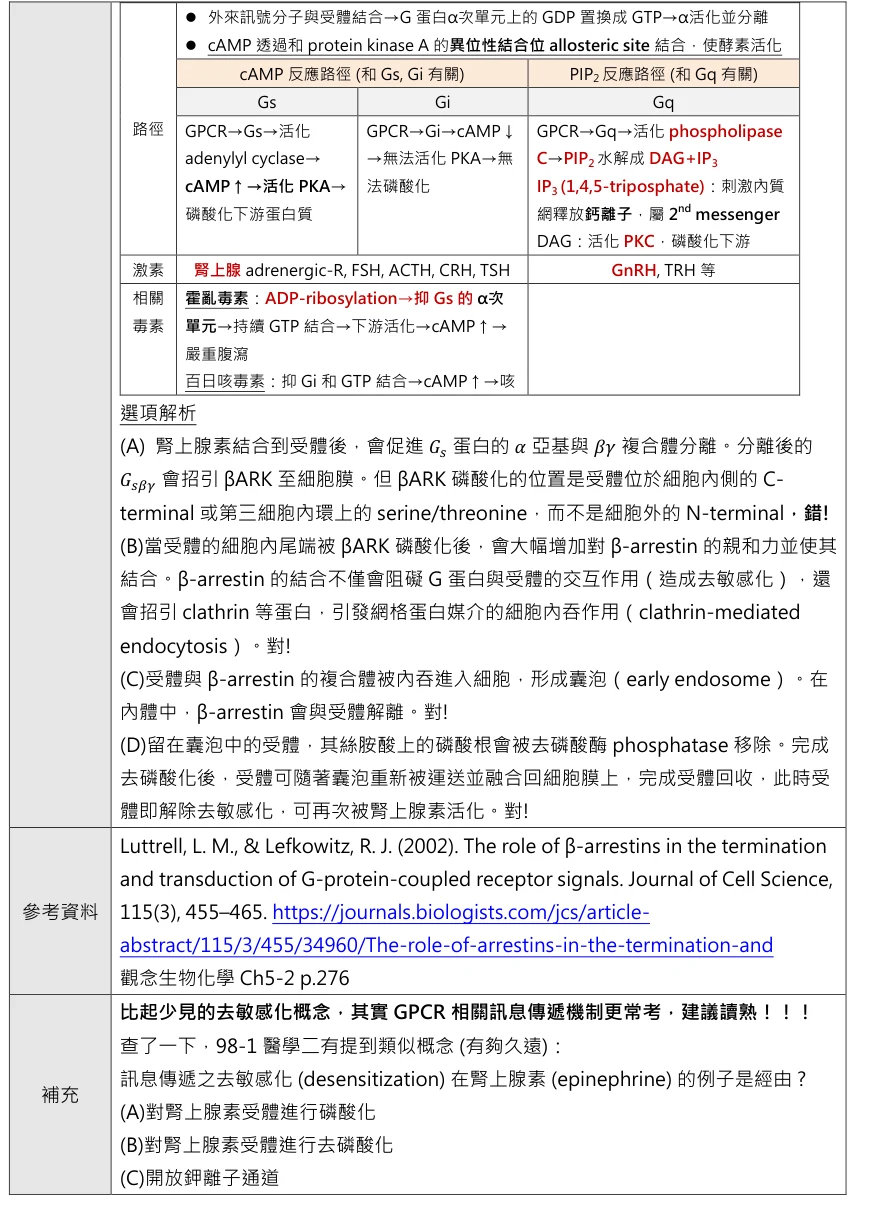 ● 外來訊號分子與受體結合→G 蛋白α次單元上的 GDP 置換成 GTP→α活化並分離
● cAMP 透過和 protein kinase A 的異位性結合位 allosteric site 結合，使酵素活化
路徑
cAMP 反應路徑 (和 Gs, Gi 有關)
PIP2 反應路徑 (和 Gq 有關)
Gs
Gi
Gq
GPCR→Gs→活化
adenylyl cyclase→
cAMP↑→活化 PKA→
磷酸化下游蛋白質
GPCR→Gi→cAMP↓
→無法活化 PKA→無
法磷酸化
GPCR→Gq→活化 phospholipase
C→PIP2 水解成 DAG+IP3
IP3 (1,4,5-triposphate)：刺激內質
網釋放鈣離子，屬 2nd messenger
DAG：活化 PKC，磷酸化下游
激素
腎上腺 adrenergic-R, FSH, ACTH, CRH, TSH
GnRH, TRH 等
相關
毒素
霍亂毒素：ADP-ribosylation→抑 Gs 的 α次
單元→持續 GTP 結合→下游活化→cAMP↑→
嚴重腹瀉
百日咳毒素：抑 Gi 和 GTP 結合→cAMP↑→咳
選項解析
(A) 腎上腺素結合到受體後，會促進 Gs 蛋白的 α 亞基與 βγ 複合體分離。分離後的
Gsβγ 會招引 βARK 至細胞膜。但 βARK 磷酸化的位置是受體位於細胞內側的 C-
terminal 或第三細胞內環上的 serine/threonine，而不是細胞外的 N-terminal，錯!
(B)當受體的細胞內尾端被 βARK 磷酸化後，會大幅增加對 β-arrestin 的親和力並使其
結合。β-arrestin 的結合不僅會阻礙 G 蛋白與受體的交互作用（造成去敏感化），還
會招引 clathrin 等蛋白，引發網格蛋白媒介的細胞內吞作用（clathrin-mediated
endocytosis）。對!
(C)受體與 β-arrestin 的複合體被內吞進入細胞，形成囊泡（early endosome）。在
內體中，β-arrestin 會與受體解離。對!
(D)留在囊泡中的受體，其絲胺酸上的磷酸根會被去磷酸酶 phosphatase 移除。完成
去磷酸化後，受體可隨著囊泡重新被運送並融合回細胞膜上，完成受體回收，此時受
體即解除去敏感化，可再次被腎上腺素活化。對!
參考資料
Luttrell, L. M., & Lefkowitz, R. J. (2002). The role of β-arrestins in the termination
and transduction of G-protein-coupled receptor signals. Journal of Cell Science,
115(3), 455–465. https://journals.biologists.com/jcs/article-
abstract/115/3/455/34960/The-role-of-arrestins-in-the-termination-and
觀念生物化學 Ch5-2 p.276
補充
比起少見的去敏感化概念，其實 GPCR 相關訊息傳遞機制更常考，建議讀熟！！！
查了一下，98-1 醫學二有提到類似概念 (有夠久遠)：
訊息傳遞之去敏感化 (desensitization) 在腎上腺素 (epinephrine) 的例子是經由？
(A)對腎上腺素受體進行磷酸化
(B)對腎上腺素受體進行去磷酸化
(C)開放鉀離子通道